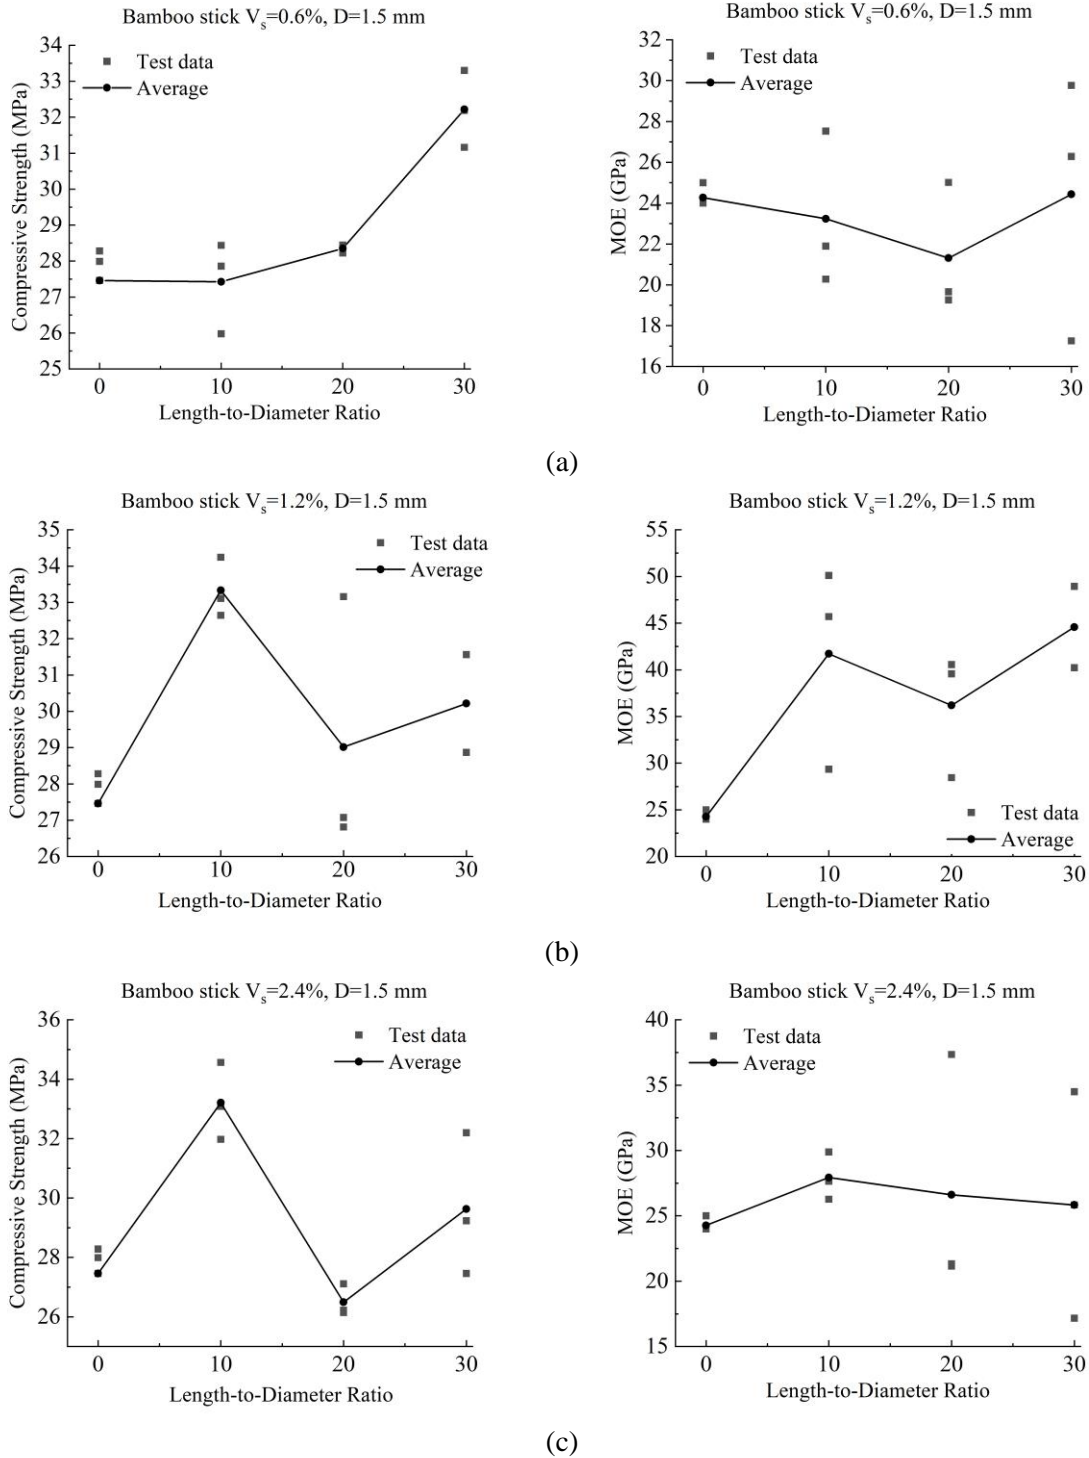 Bamboo stick Vs=0.6%, D=1.5 mm
34
33
32
31
30
29
28
27
26
25
Test data
Average
Compressive Strength (MPa)
0 10 20 30
Length-to-Diameter Ratio
Bamboo stick Vs=0.6%, D=1.5 mm
32
30
28
26
24
22
20
18
16
Test data
Average
MOE (GPa)
0 10 20 30
Length-to-Diameter Ratio
(a)
Bamboo stick Vs=1.2%, D=1.5 mm
35
34
33
32
31
30
29
28
27
26
Test data
Average
Compressive Strength (MPa)
0 10 20 30
Length-to-Diameter Ratio
Bamboo stick Vs=1.2%, D=1.5 mm
55
50
45
40
35
30
25
20
MOE (GPa)
Test data
Average
0 10 20 30
Length-to-Diameter Ratio
(b)
Bamboo stick Vs=2.4%, D=1.5 mm
36
34
32
30
28
26
Test data
Average
Compressive Strength (MPa)
0 10 20 30
Length-to-Diameter Ratio
Bamboo stick Vs=2.4%, D=1.5 mm
40
35
30
25
20
15
Test data
Average
MOE (GPa)
0 10 20 30
Length-to-Diameter Ratio
(c)